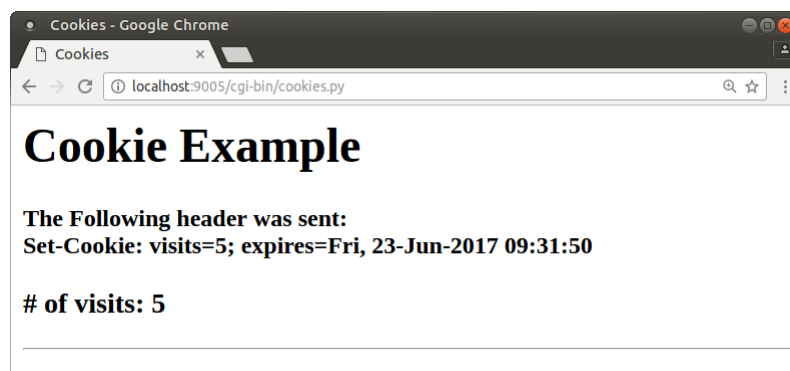 Cookies - Google Chrome
Cookies
localhost:9005/cgi-bin/cookies.py
Cookie Example
The Following header was sent:
Set-Cookie: visits=5; expires=Fri, 23-Jun-2017 09:31:50
# of visits: 5